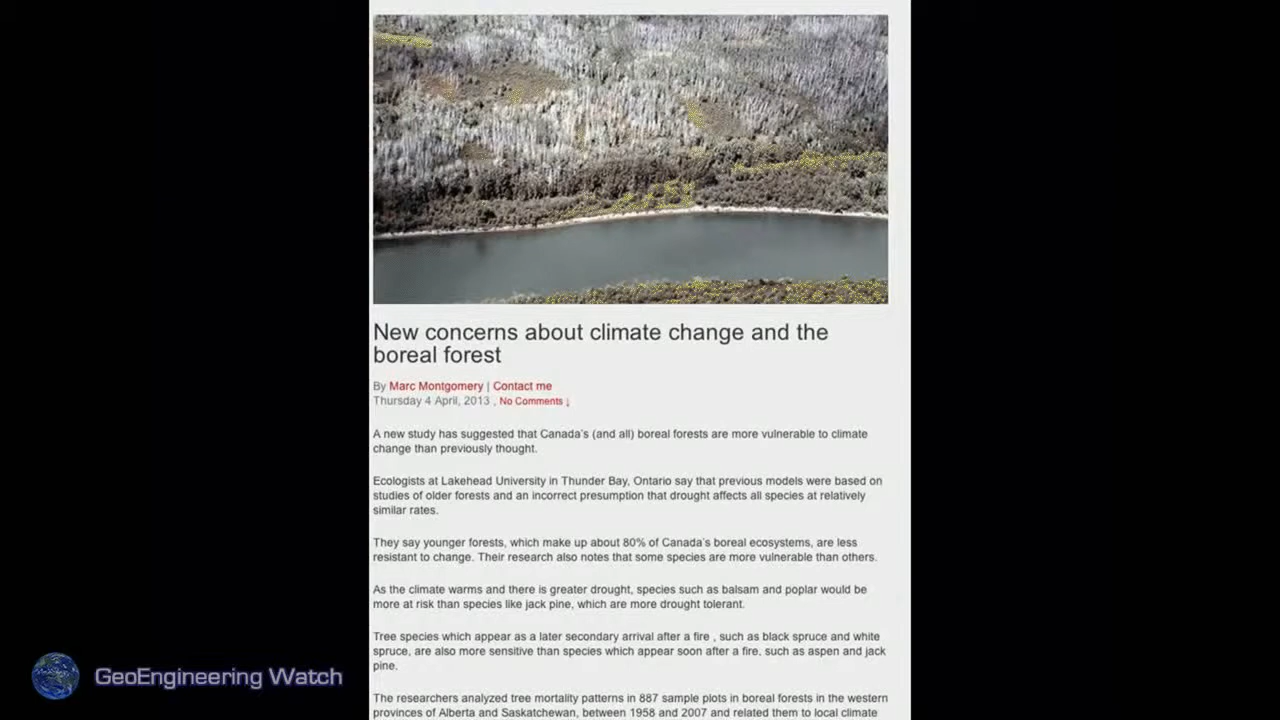 New concerns about climate change and the
boreal forest
By Marc Montgomery | Contact me
Thursday 4 April, 2013 , No Comments ↓
A new study has suggested that Canada's (and all) boreal forests are more vulnerable to climate
change than previously thought.
Ecologists at Lakehead University in Thunder Bay, Ontario say that previous models were based on
studies of older forests and an incorrect presumption that drought affects all species at relatively
similar rates.
They say younger forests, which make up about 80% of Canada's boreal ecosystems, are less
resistant to change. Their research also notes that some species are more vulnerable than others.
As the climate warms and there is greater drought, species such as balsam and poplar would be
more at risk than species like jack pine, which are more drought tolerant.
Tree species which appear as a later secondary arrival after a fire , such as black spruce and white
spruce, are also more sensitive than species which appear soon after a fire, such as aspen and jack
pine.
The researchers analyzed tree mortality patterns in 887 sample plots in boreal forests in the western
provinces of Alberta and Saskatchewan, between 1958 and 2007 and related them to local climate
GeoEngineering Watch